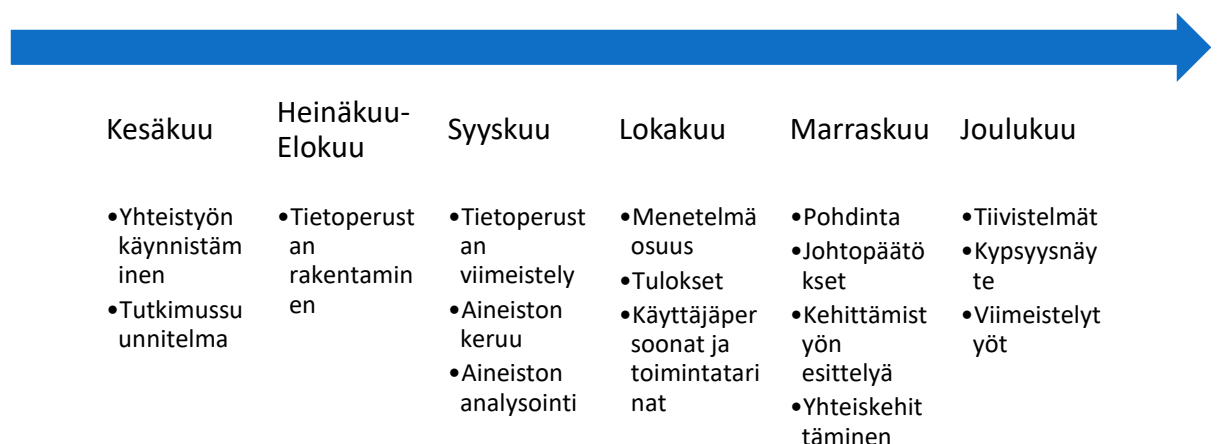 Kesäkuu
•Yhteistyön
käynnistäm
inen
•Tutkimussu
unnitelma
Heinäkuu-
Elokuu
•Tietoperust
an
rakentamin
en
Syyskuu
•Tietoperust
an
viimeistely
•Aineiston
keruu
•Aineiston
analysointi
Lokakuu
•Menetelmä
osuus
•Tulokset
•Käyttäjäper
soonat ja
toimintatari
nat
Marraskuu
•Pohdinta
•Johtopäätö
kset
•Kehittämist
yön
esittelyä
•Yhteiskehit
täminen
Joulukuu
•Tiivistelmät
•Kypsyysnäy
te
•Viimeistelyt
yöt